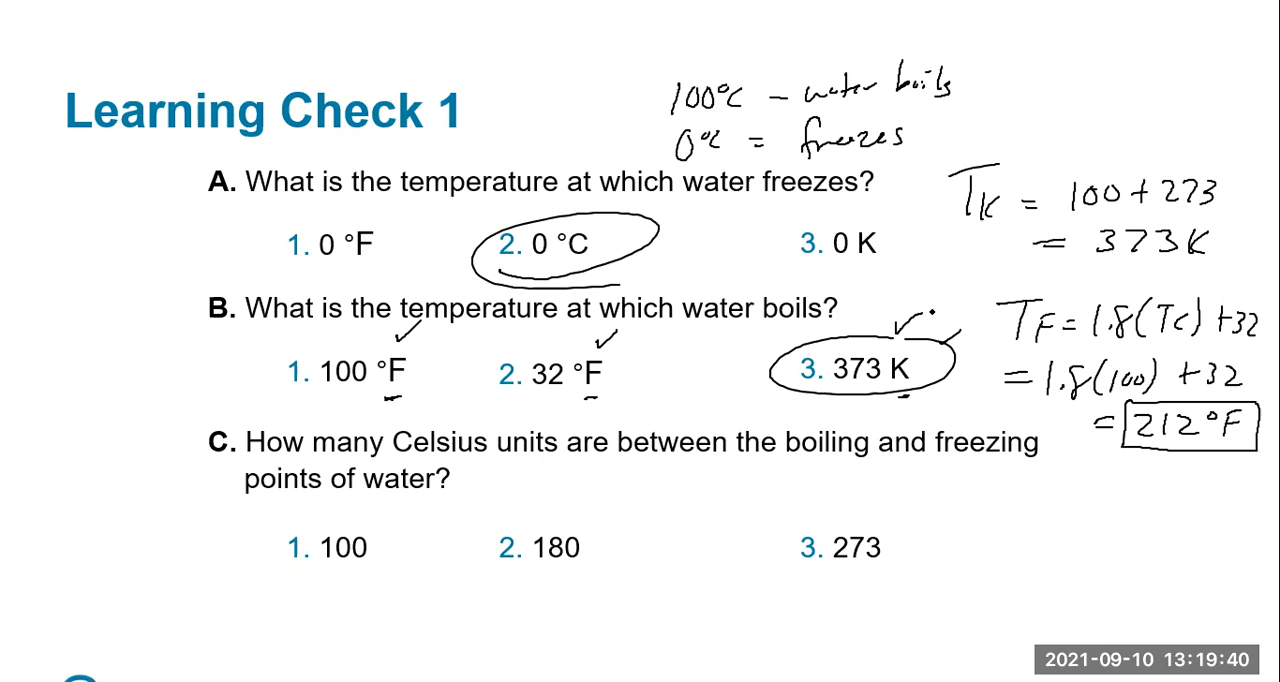 100°C - water boils
Learning Check 1
0°C = freezes
A. What is the temperature at which water freezes?
TK = 100 + 273
1. 0 °F 2. 0 °C 3. 0 K
= 373K
B. What is the temperature at which water boils?
TF = 1.8(TC) +32
1. 100 °F 2. 32 °F 3. 373 K
= 1.8(100) +32
= 212°F
C. How many Celsius units are between the boiling and freezing
points of water?
1. 100 2. 180 3. 273
2021-09-10 13:19:40